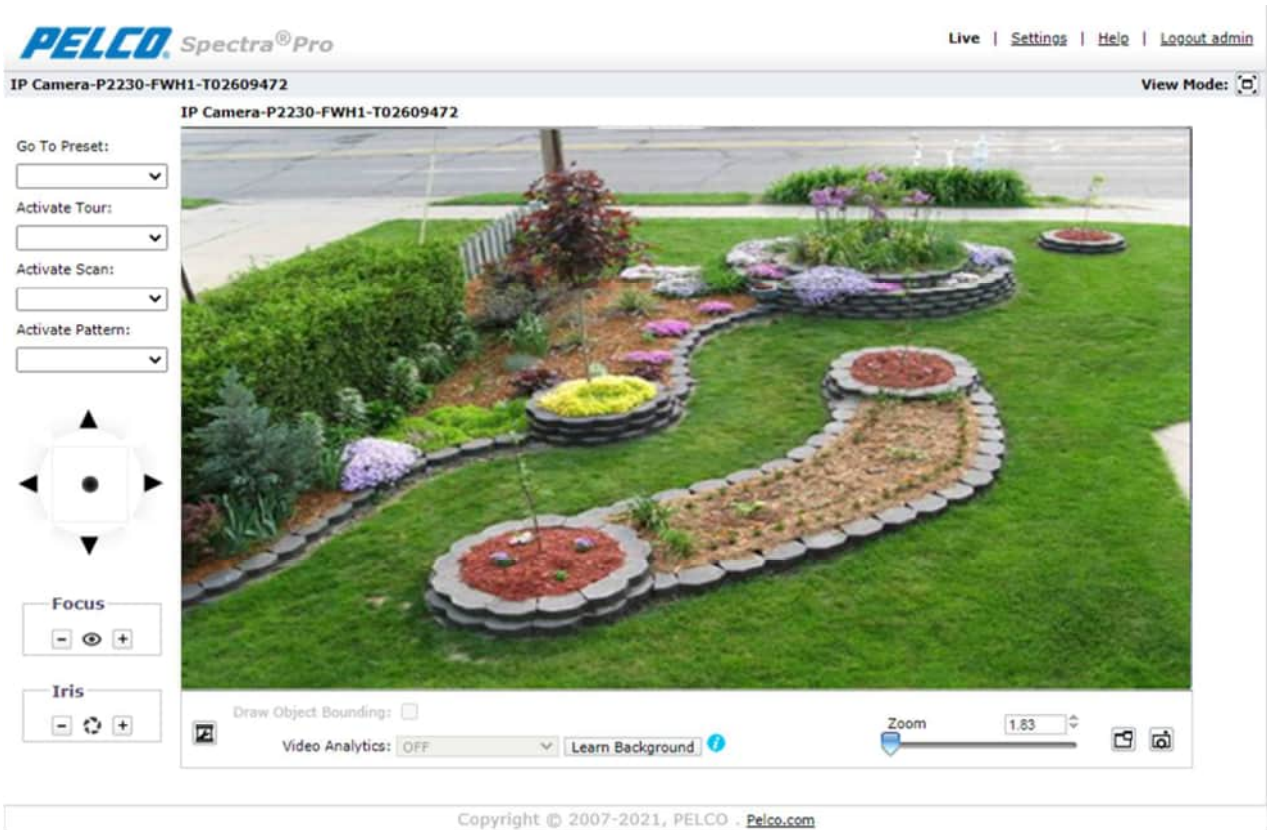 PELCO. Spectra®Pro
Live | Settings | Help | Logout admin
IP Camera-P2230-FWH1-T02609472
View Mode:
IP Camera-P2230-FWH1-T02609472
Go To Preset:
Activate Tour:
Activate Scan:
Activate Pattern:
Focus
- +
Iris
- +
Draw Object Bounding:
Video Analytics: OFF Learn Background i
Zoom 1.83
Copyright © 2007-2021, PELCO . Pelco.com